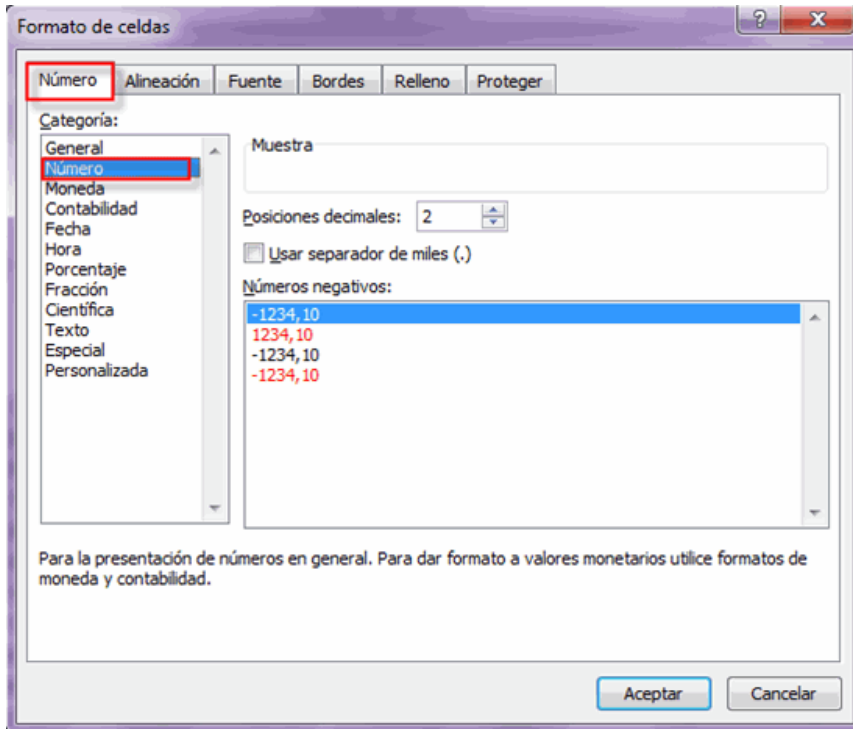 Formato de celdas
Número Alineación Fuente Bordes Relleno Proteger
Categoría:
General
Número
Moneda
Contabilidad
Fecha
Hora
Porcentaje
Fracción
Científica
Texto
Especial
Personalizada
Muestra
Posiciones decimales: 2
Usar separador de miles (.)
Números negativos:
-1234,10
1234,10
-1234,10
-1234,10
Para la presentación de números en general. Para dar formato a valores monetarios utilice formatos de
moneda y contabilidad.
Aceptar Cancelar